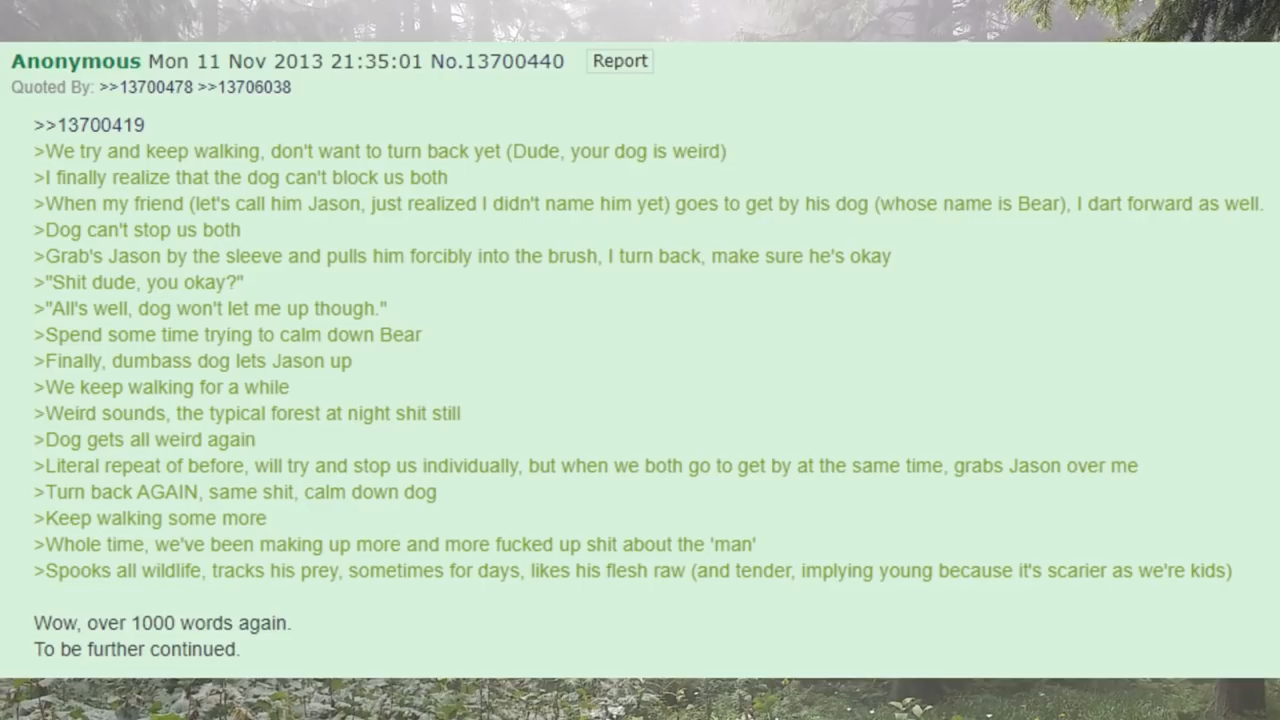 Anonymous Mon 11 Nov 2013 21:35:01 No.13700440 Report
Quoted By: >>13700478 >>13706038
>>13700419
>We try and keep walking, don't want to turn back yet (Dude, your dog is weird)
>I finally realize that the dog can't block us both
>When my friend (let's call him Jason, just realized I didn't name him yet) goes to get by his dog (whose name is Bear), I dart forward as well.
>Dog can't stop us both
>Grab's Jason by the sleeve and pulls him forcibly into the brush, I turn back, make sure he's okay
>"Shit dude, you okay?"
>"All's well, dog won't let me up though."
>Spend some time trying to calm down Bear
>Finally, dumbass dog lets Jason up
>We keep walking for a while
>Weird sounds, the typical forest at night shit still
>Dog gets all weird again
>Literal repeat of before, will try and stop us individually, but when we both go to get by at the same time, grabs Jason over me
>Turn back AGAIN, same shit, calm down dog
>Keep walking some more
>Whole time, we've been making up more and more fucked up shit about the 'man'
>Spooks all wildlife, tracks his prey, sometimes for days, likes his flesh raw (and tender, implying young because it's scarier as we're kids)
Wow, over 1000 words again.
To be further continued.